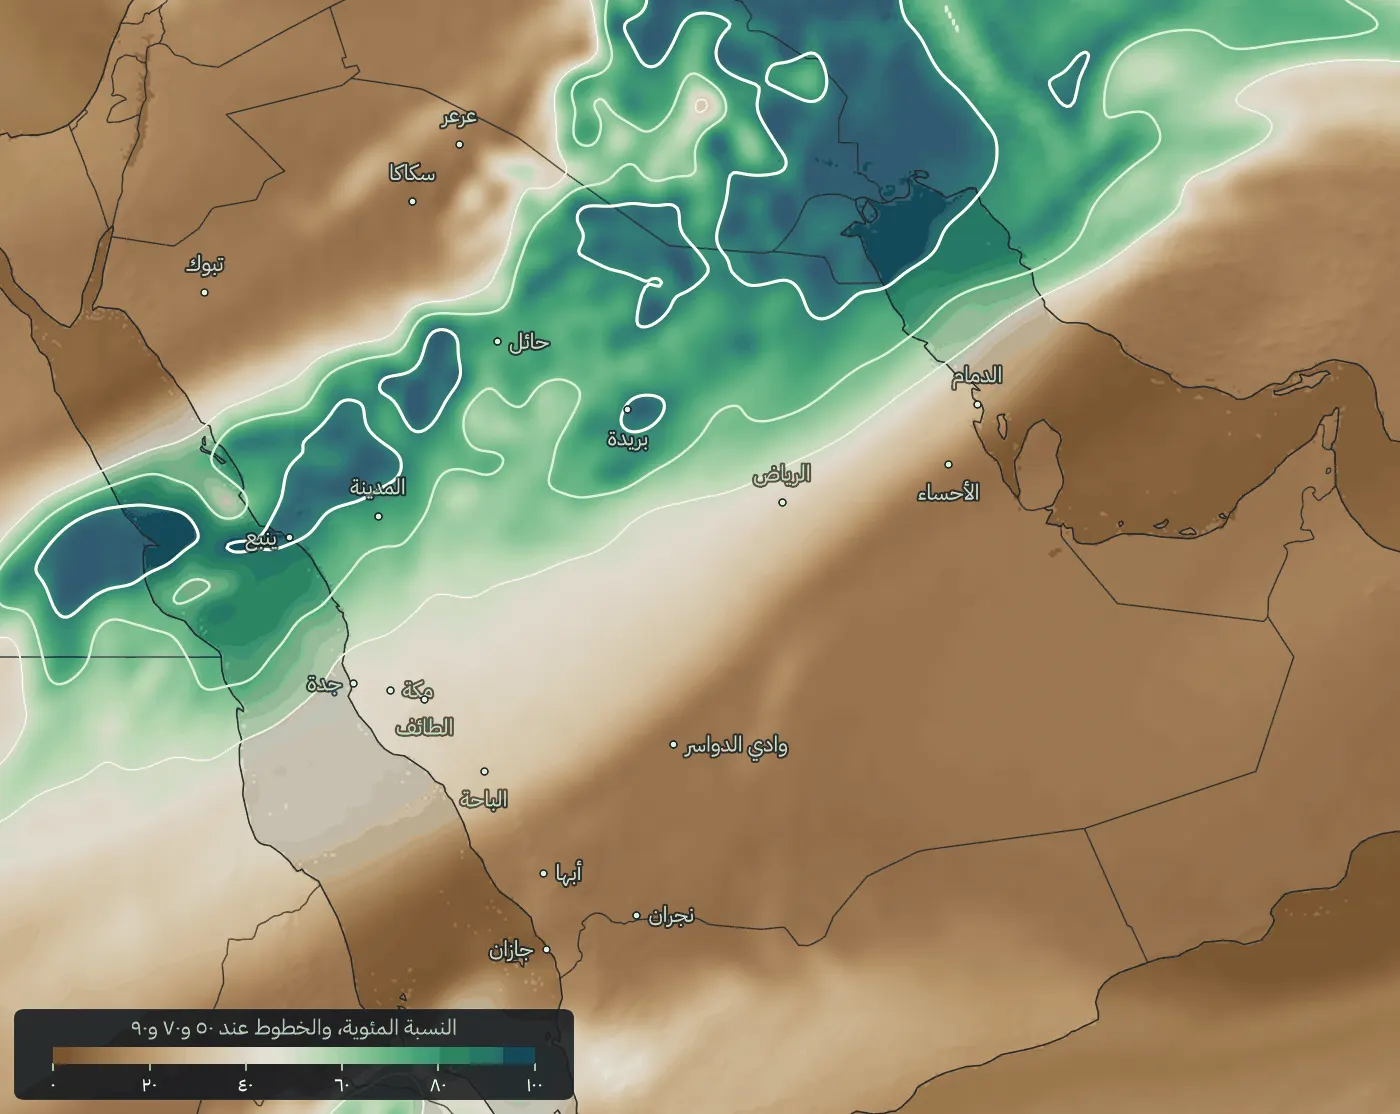 عرعر
سكاكا
تبوك
حائل
الدمام
بريدة
الرياض
المدينة
الأحساء
ينبع
جدة
مكة
الطائف
وادي الدواسر
الباحة
أبها
نجران
جازان
النسبة المئوية، والخطوط عند ٥٠ و٧٠ و٩٠
٠ ٢٠ ٤٠ ٦٠ ٨٠ ١٠٠